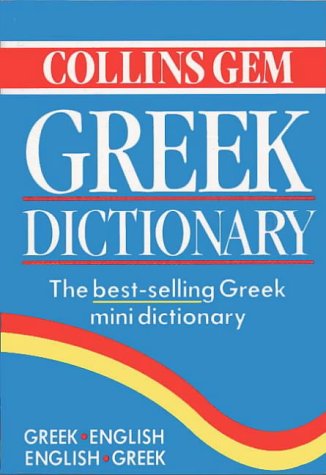 COLLINS GEM
GREEK
DICTIONARY
The best-selling Greek
mini dictionary
GREEK•ENGLISH
ENGLISH•GREEK